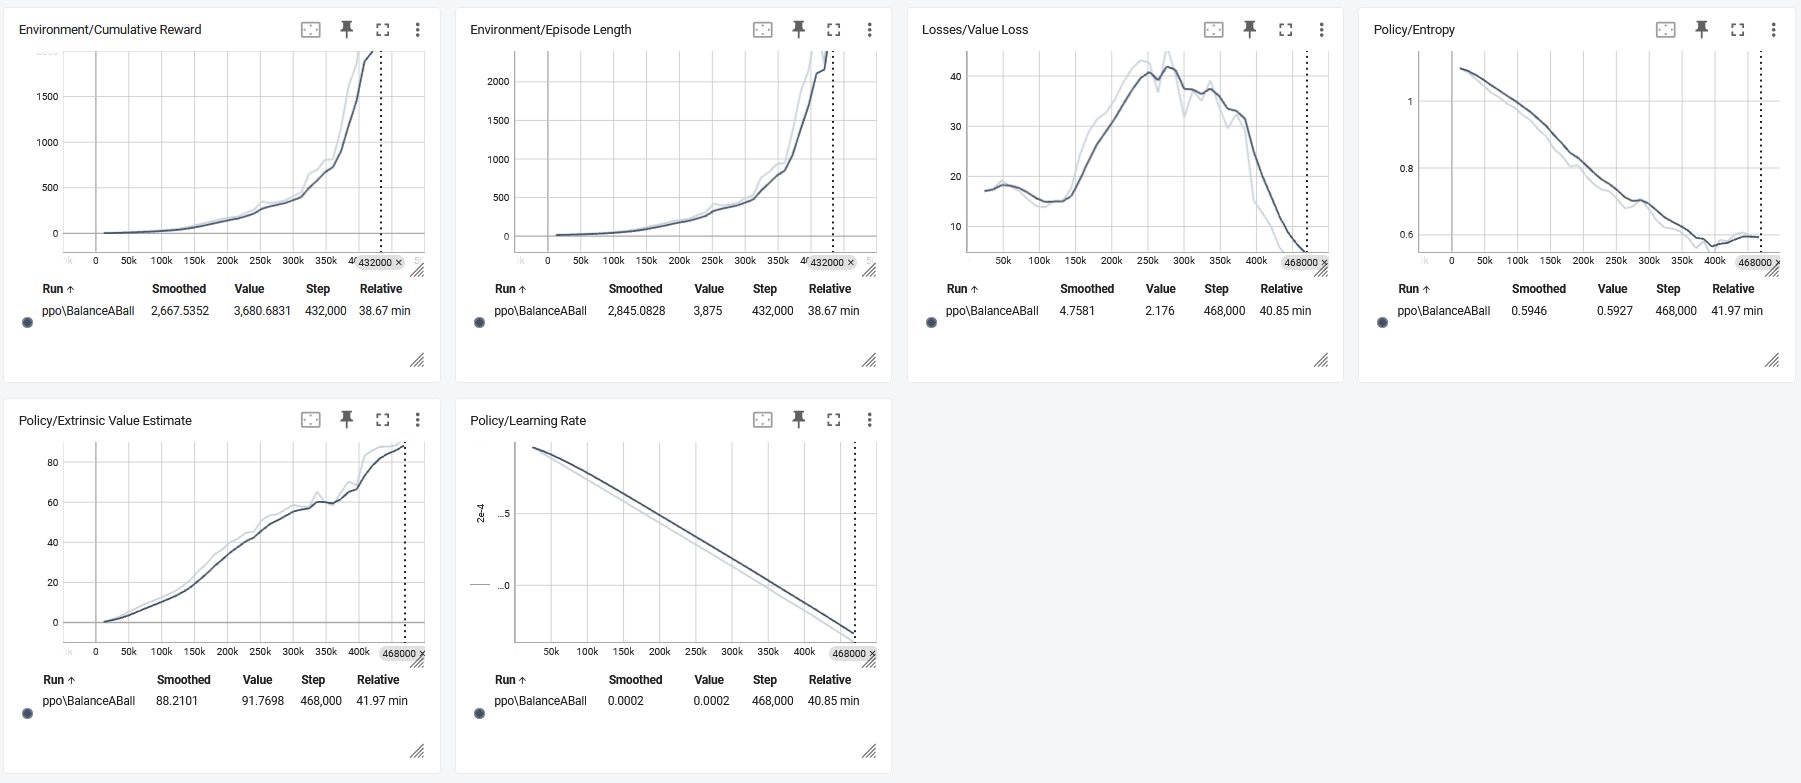 Environment/Cumulative Reward
2000
1500
1000
500
0
0 50k 100k 150k 200k 250k 300k 350k 432000
Run Smoothed Value Step Relative
ppo\BalanceABall 2,667.5352 3,680.6831 432,000 38.67 min
Environment/Episode Length
2000
1500
1000
500
0
0 50k 100k 150k 200k 250k 300k 350k 432000
Run Smoothed Value Step Relative
ppo\BalanceABall 2,845.0828 3,875 432,000 38.67 min
Losses/Value Loss
40
30
20
10
50k 100k 150k 200k 250k 300k 350k 400k 468000
Run Smoothed Value Step Relative
ppo\BalanceABall 4.7581 2.176 468,000 40.85 min
Policy/Entropy
1
0.8
0.6
0 50k 100k 150k 200k 250k 300k 350k 400k 468000
Run Smoothed Value Step Relative
ppo\BalanceABall 0.5946 0.5927 468,000 41.97 min
Policy/Extrinsic Value Estimate
80
60
40
20
0
0 50k 100k 150k 200k 250k 300k 350k 400k 468000
Run Smoothed Value Step Relative
ppo\BalanceABall 88.2101 91.7698 468,000 41.97 min
Policy/Learning Rate
2e-4
...5
...0
50k 100k 150k 200k 250k 300k 350k 400k 468000
Run Smoothed Value Step Relative
ppo\BalanceABall 0.0002 0.0002 468,000 40.85 min